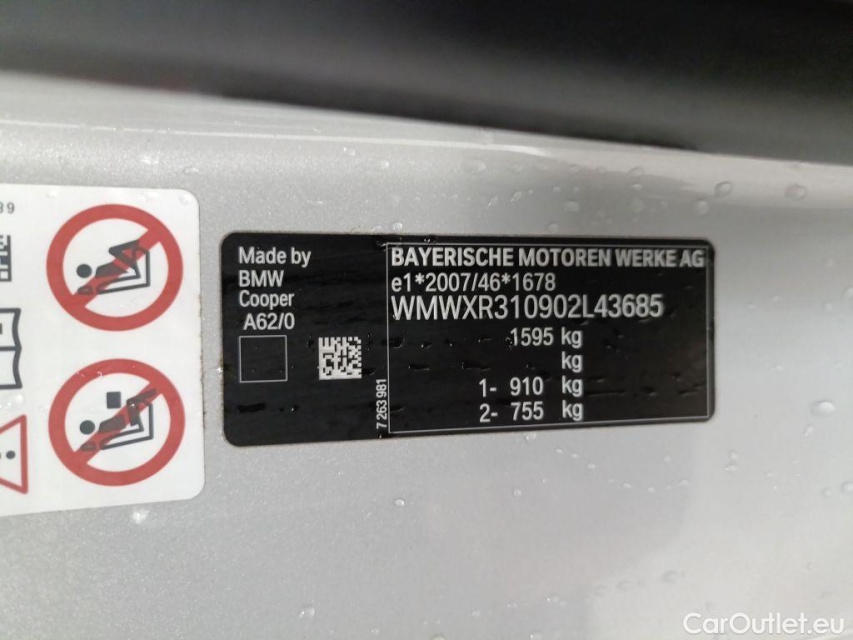 39
Made by
BMW
Cooper
A62/0
7 263 981
BAYERISCHE MOTOREN WERKE AG
e1*2007/46*1678
WMWXR310902L43685
1595 kg
kg
1- 910 kg
2- 755 kg
CarOutlet.eu